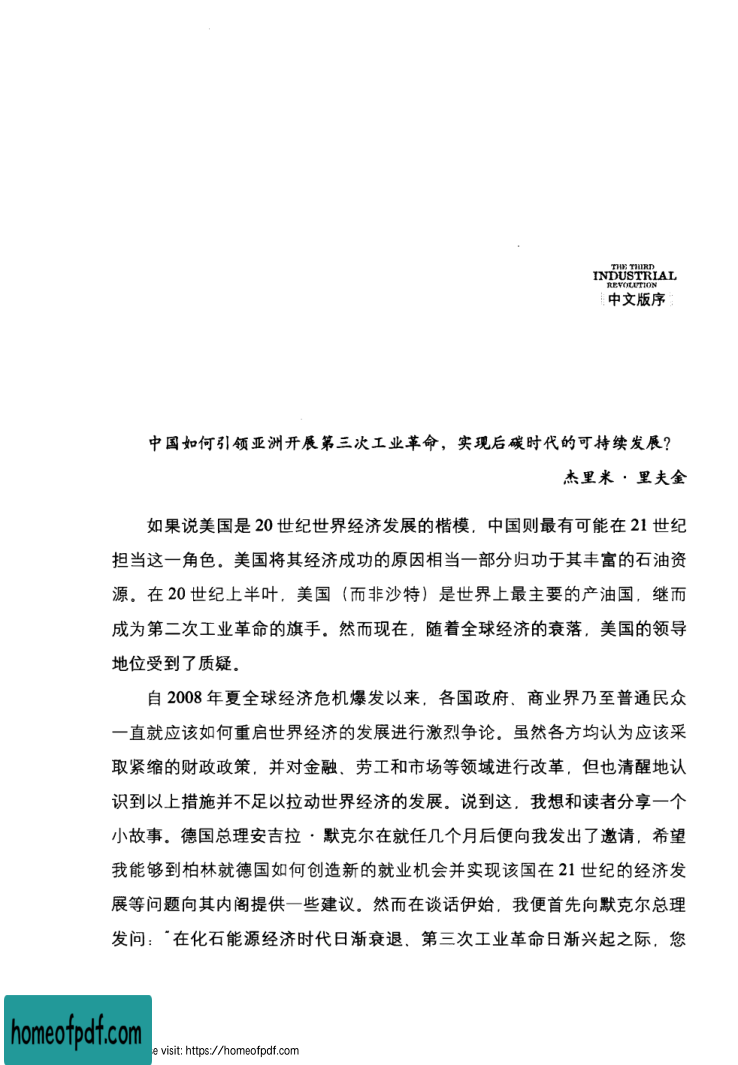 THE THIRD
INDUSTRIAL
REVOLUTION
中文版序
中国如何引领亚洲开展第三次工业革命，实现后碳时代的可持续发展？
杰里米·里夫金
如果说美国是 20 世纪世界经济发展的楷模，中国则最有可能在 21 世纪
担当这一角色。美国将其经济成功的原因相当一部分归功于其丰富的石油资
源。在 20 世纪上半叶，美国（而非沙特）是世界上最主要的产油国，继而
成为第二次工业革命的旗手。然而现在，随着全球经济的衰落，美国的领导
地位受到了质疑。
自 2008 年夏全球经济危机爆发以来，各国政府、商业界乃至普通民众
一直就应该如何重启世界经济的发展进行激烈争论。虽然各方均认为应该采
取紧缩的财政政策，并对金融、劳工和市场等领域进行改革，但也清醒地认
识到以上措施并不足以拉动世界经济的发展。说到这，我想和读者分享一个
小故事。德国总理安吉拉·默克尔在就任几个月后便向我发出了邀请，希望
我能够到柏林就德国如何创造新的就业机会并实现该国在 21 世纪的经济发
展等问题向其内阁提供一些建议。然而在谈话伊始，我便首先向默克尔总理
发问：“在化石能源经济时代日渐衰退、第三次工业革命日渐兴起之际，您
homeofpdf.com
se visit: https://homeofpdf.com